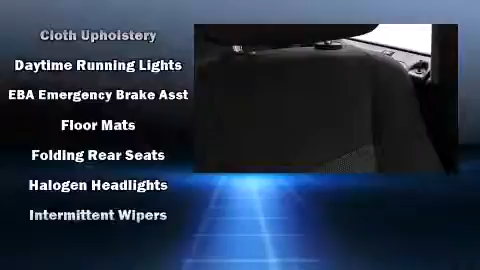 Cloth Upholstery
Daytime Running Lights
EBA Emergency Brake Asst
Floor Mats
Folding Rear Seats
Halogen Headlights
Intermittent Wipers